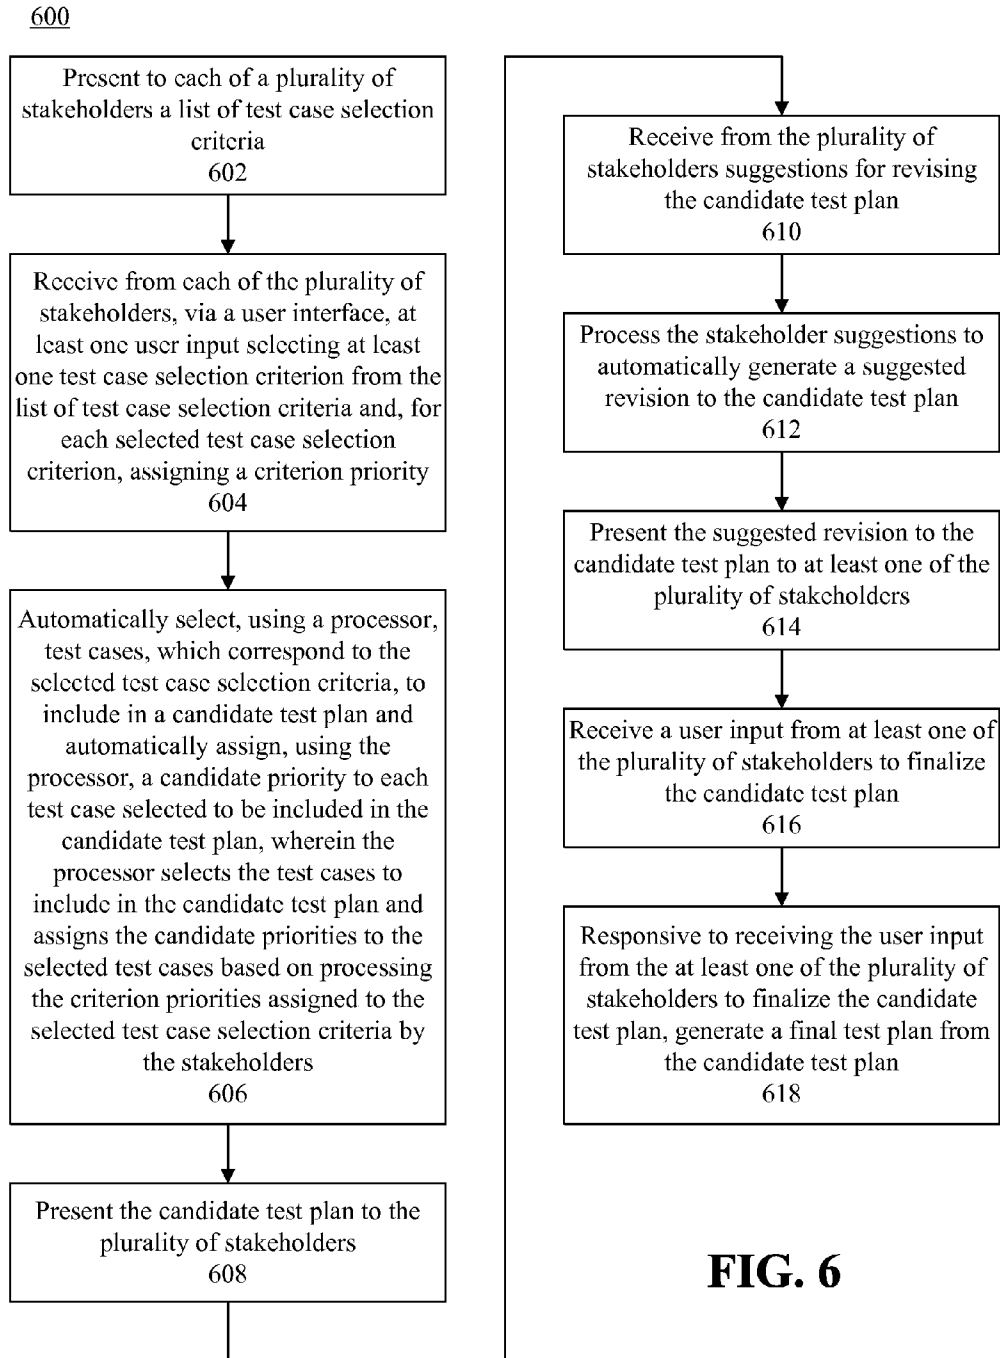 600
Present to each of a plurality of
stakeholders a list of test case selection
criteria
602
Receive from each of the plurality of
stakeholders, via a user interface, at
least one user input selecting at least
one test case selection criterion from the
list of test case selection criteria and, for
each selected test case selection
criterion, assigning a criterion priority
604
Automatically select, using a processor,
test cases, which correspond to the
selected test case selection criteria, to
include in a candidate test plan and
automatically assign, using the
processor, a candidate priority to each
test case selected to be included in the
candidate test plan, wherein the
processor selects the test cases to
include in the candidate test plan and
assigns the candidate priorities to the
selected test cases based on processing
the criterion priorities assigned to the
selected test case selection criteria by
the stakeholders
606
Present the candidate test plan to the
plurality of stakeholders
608
Receive from the plurality of
stakeholders suggestions for revising
the candidate test plan
610
Process the stakeholder suggestions to
automatically generate a suggested
revision to the candidate test plan
612
Present the suggested revision to the
candidate test plan to at least one of the
plurality of stakeholders
614
Receive a user input from at least one of
the plurality of stakeholders to finalize
the candidate test plan
616
Responsive to receiving the user input
from the at least one of the plurality of
stakeholders to finalize the candidate
test plan, generate a final test plan from
the candidate test plan
618
FIG. 6